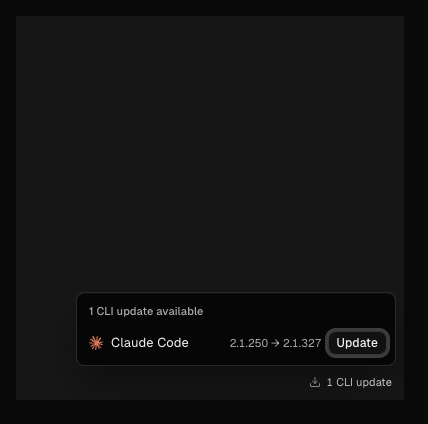 1 CLI update available
Claude Code 2.1.250 → 2.1.327 Update
1 CLI update